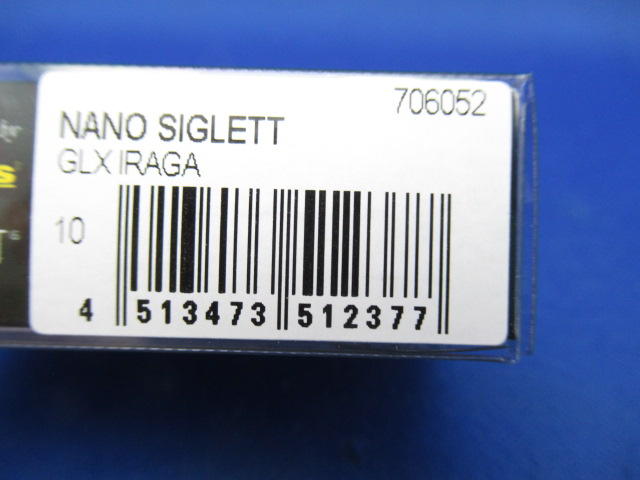 706052
NANO SIGLETT
GLX IRAGA
10
4 513473 512377